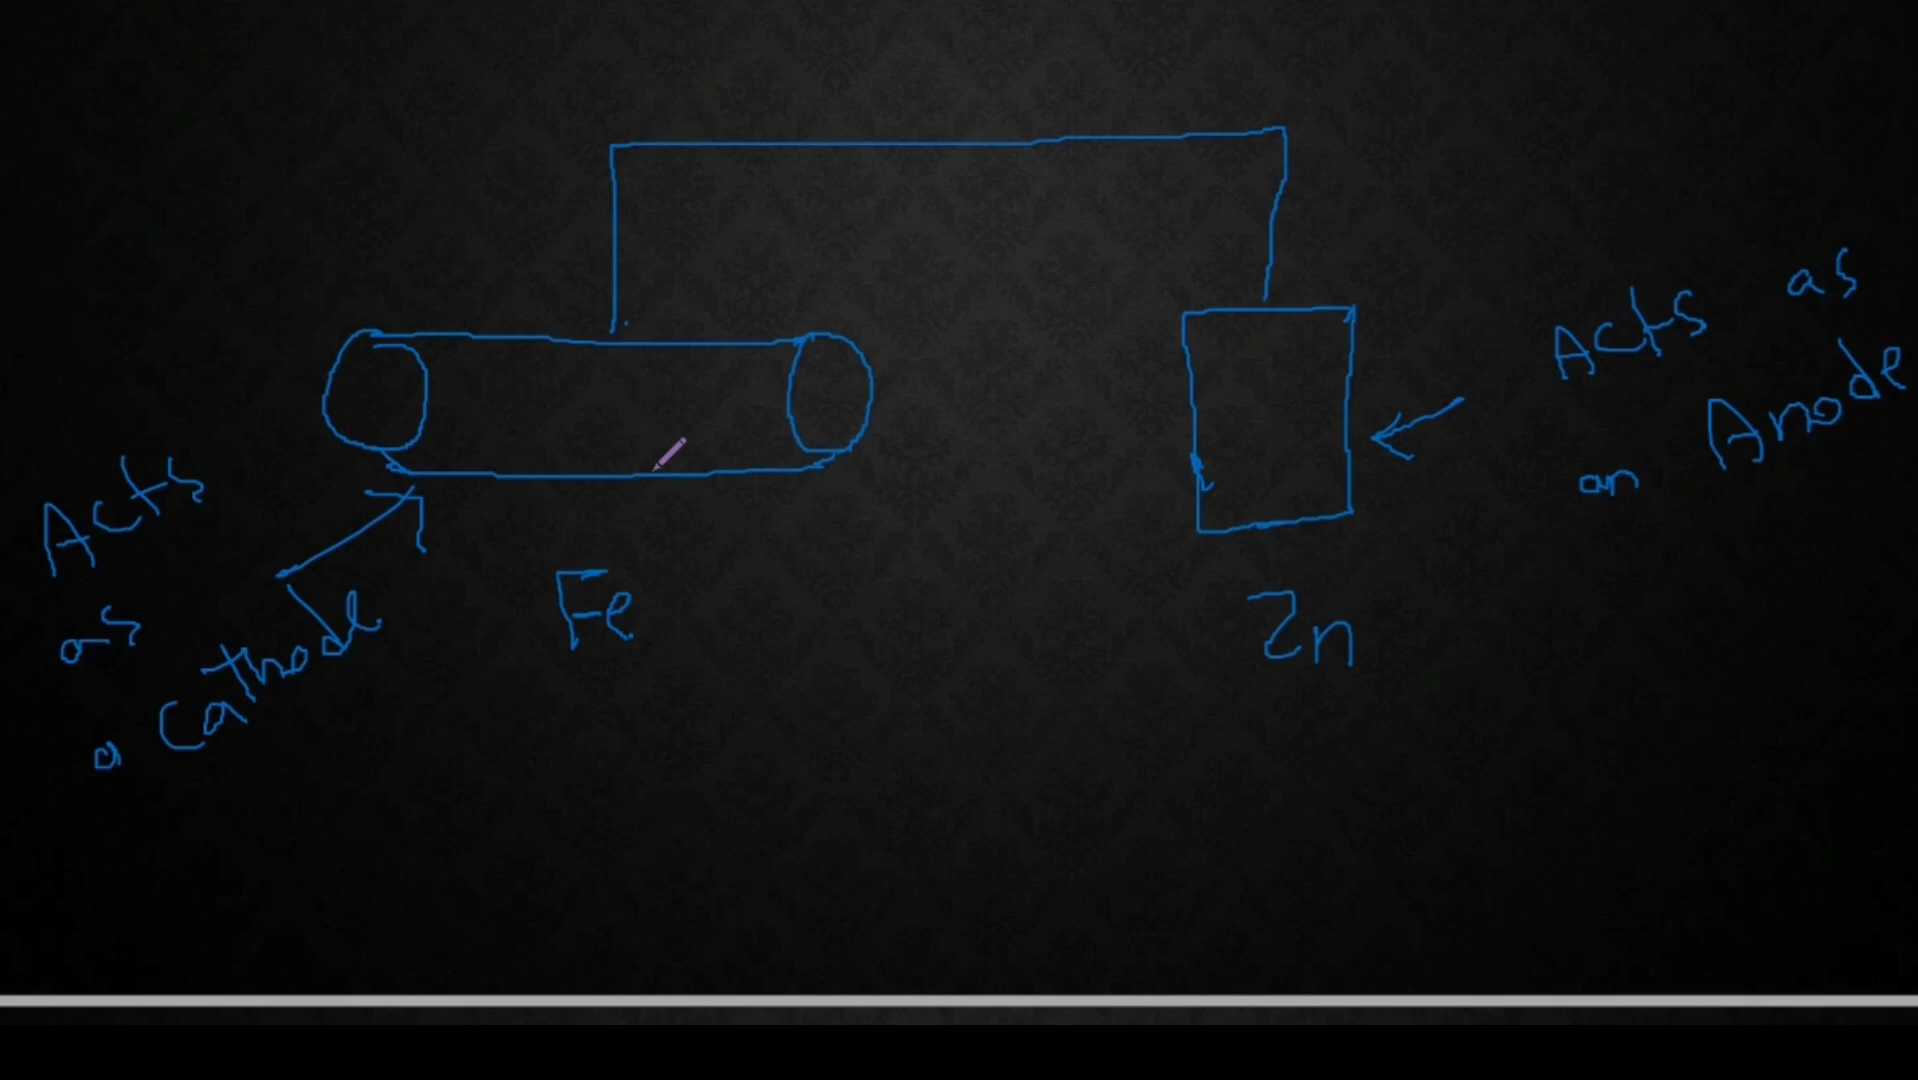 Acts
as
a Cathode
Fe
Zn
Acts as
an Anode